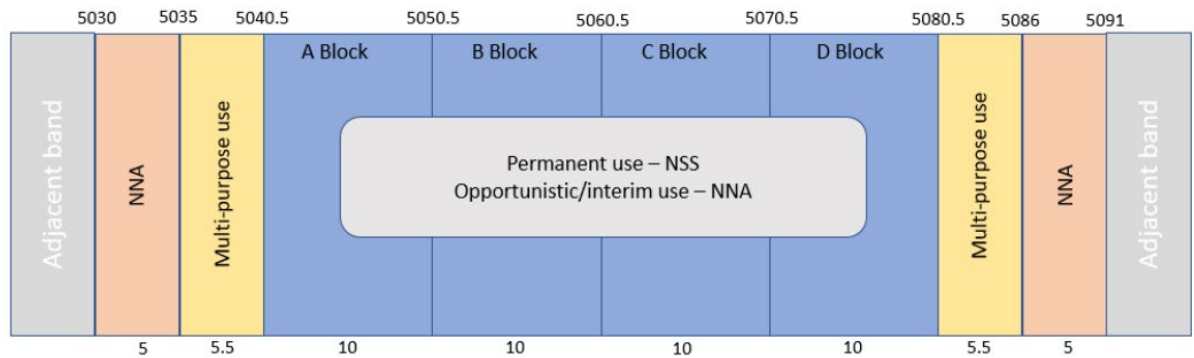 5030 5035 5040.5 5050.5 5060.5 5070.5 5080.5 5086 5091
Adjacent band
NNA
Multi-purpose use
A Block
B Block
C Block
D Block
Permanent use – NSS
Opportunistic/interim use – NNA
Multi-purpose use
NNA
Adjacent band
5 5.5 10 10 10 10 5.5 5